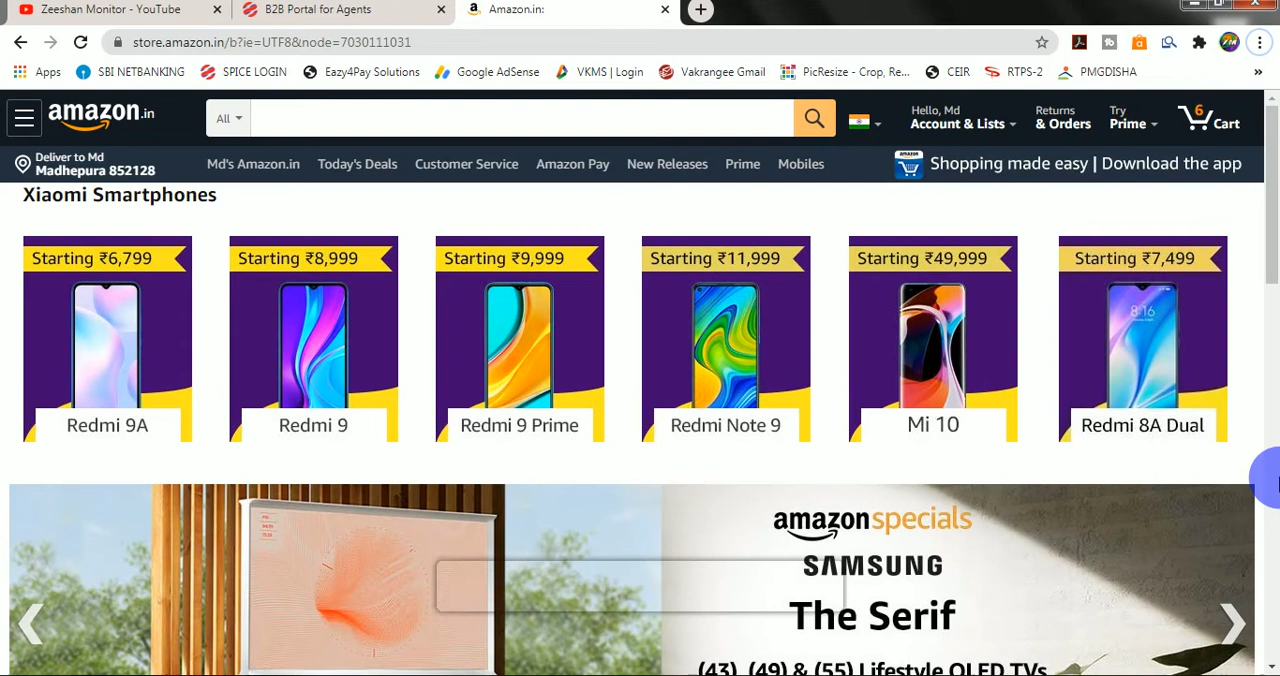 Zeeshan Monitor - YouTube
B2B Portal for Agents
Amazon.in:
store.amazon.in/b?ie=UTF8&node=7030111031
Apps
SBI NETBANKING
SPICE LOGIN
Eazy4Pay Solutions
Google AdSense
VKMS | Login
Vakrangee Gmail
PicResize - Crop, Re...
CEIR
RTPS-2
PMGDISHA
»
amazon.in
All
Hello, Md
Account & Lists
Returns
& Orders
Try
Prime
6
Cart
Deliver to Md
Madhepura 852128
Md's Amazon.in
Today's Deals
Customer Service
Amazon Pay
New Releases
Prime
Mobiles
amazon
Shopping made easy | Download the app
Xiaomi Smartphones
Starting ₹6,799
Starting ₹8,999
Starting ₹9,999
Starting ₹11,999
Starting ₹49,999
Starting ₹7,499
8:16
Redmi 9A
Redmi 9
Redmi 9 Prime
Redmi Note 9
Mi 10
Redmi 8A Dual
amazonspecials
SAMSUNG
The Serif
(43), (49) & (55) Lifestyle QLED TVs